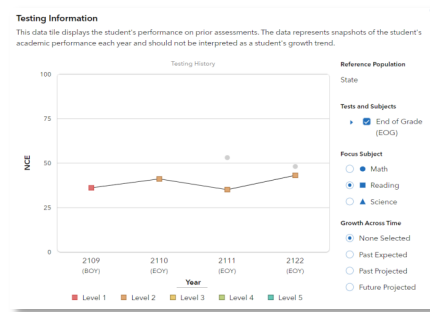 Testing Information
This data tile displays the student's performance on prior assessments. The data represents snapshots of the student's
academic performance each year and should not be interpreted as a student's growth trend.
Testing History
100
75
50
25
0
NCE
2109
(BOY)
2110
(EOY)
2111
(EOY)
2122
(EOY)
Year
Level 1
Level 2
Level 3
Level 4
Level 5
Reference Population
State
Tests and Subjects
End of Grade
(EOG)
Focus Subject
Math
Reading
Science
Growth Across Time
None Selected
Past Expected
Past Projected
Future Projected